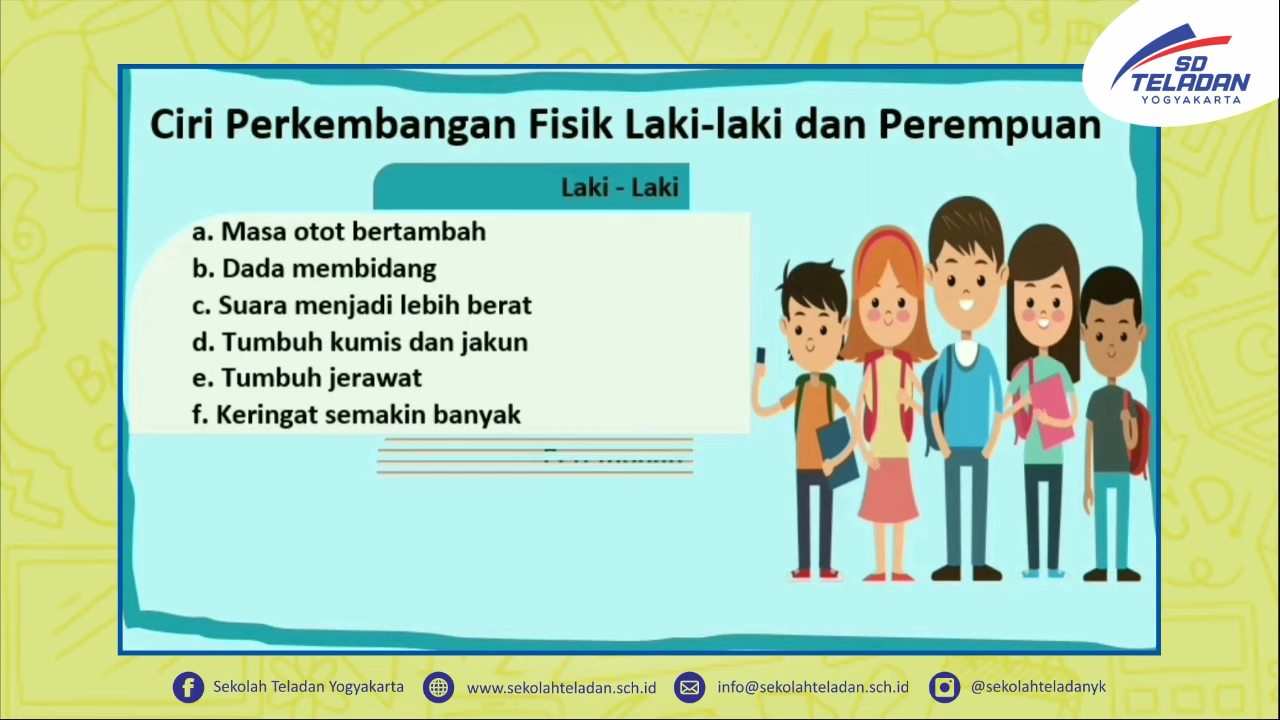 SD
TELADAN
YOGYAKARTA
Ciri Perkembangan Fisik Laki-laki dan Perempuan
Laki - Laki
a. Masa otot bertambah
b. Dada membidang
c. Suara menjadi lebih berat
d. Tumbuh kumis dan jakun
e. Tumbuh jerawat
f. Keringat semakin banyak
Sekolah Teladan Yogyakarta
www.sekolahteladan.sch.id
info@sekolahteladan.sch.id
@sekolahteladanyk